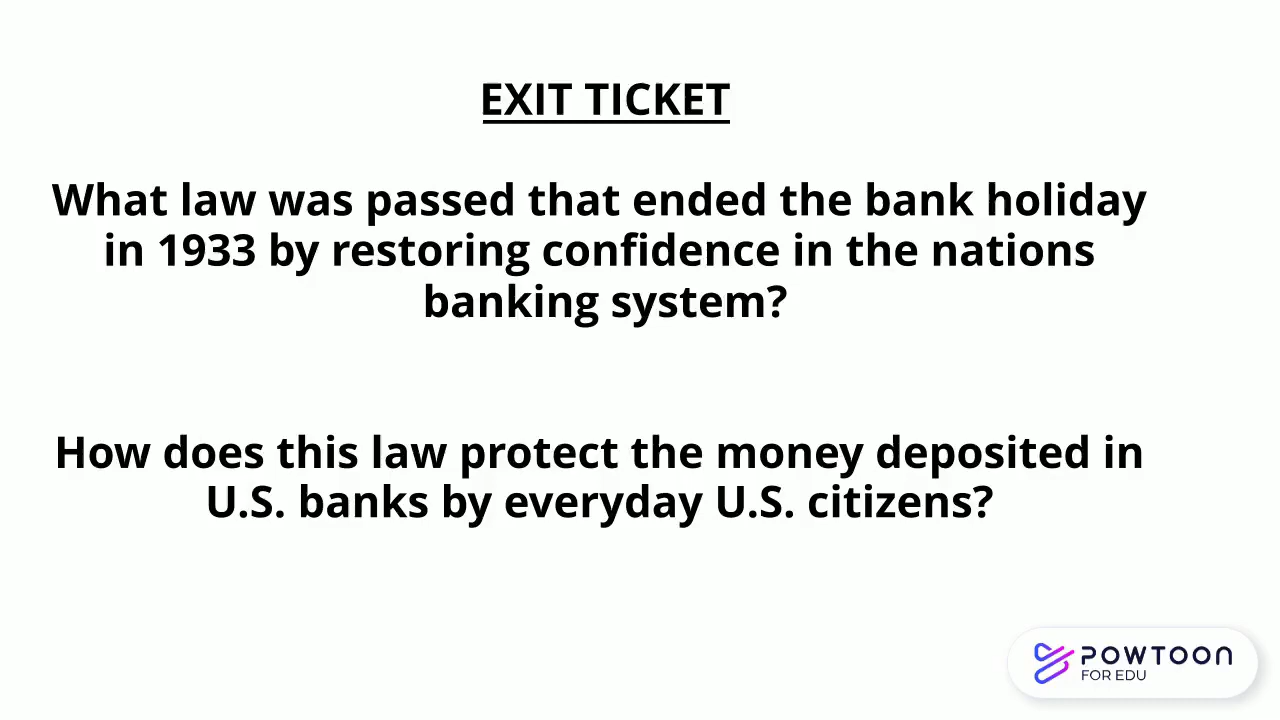 EXIT TICKET
What law was passed that ended the bank holiday
in 1933 by restoring confidence in the nations
banking system?
How does this law protect the money deposited in
U.S. banks by everyday U.S. citizens?
POWTOON
FOR EDU